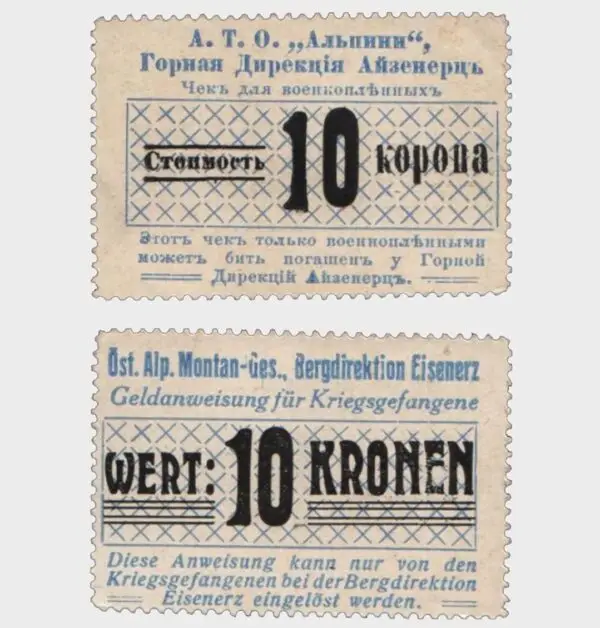 А. Т. О. „Альпини“,
Горная Дирекція Айзенерцъ
Чекъ для военноплѣнныхъ
Стоимость 10 корона
Этотъ чекъ только военноплѣнными
можетъ бить погашенъ у Горной
Дирекцій Айзенерцъ.
Öst. Alp. Montan-Ges., Bergdirektion Eisenerz
Geldanweisung für Kriegsgefangene
WERT: 10 KRONEN
Diese Anweisung kann nur von den
Kriegsgefangenen bei der Bergdirektion
Eisenerz eingelöst werden.